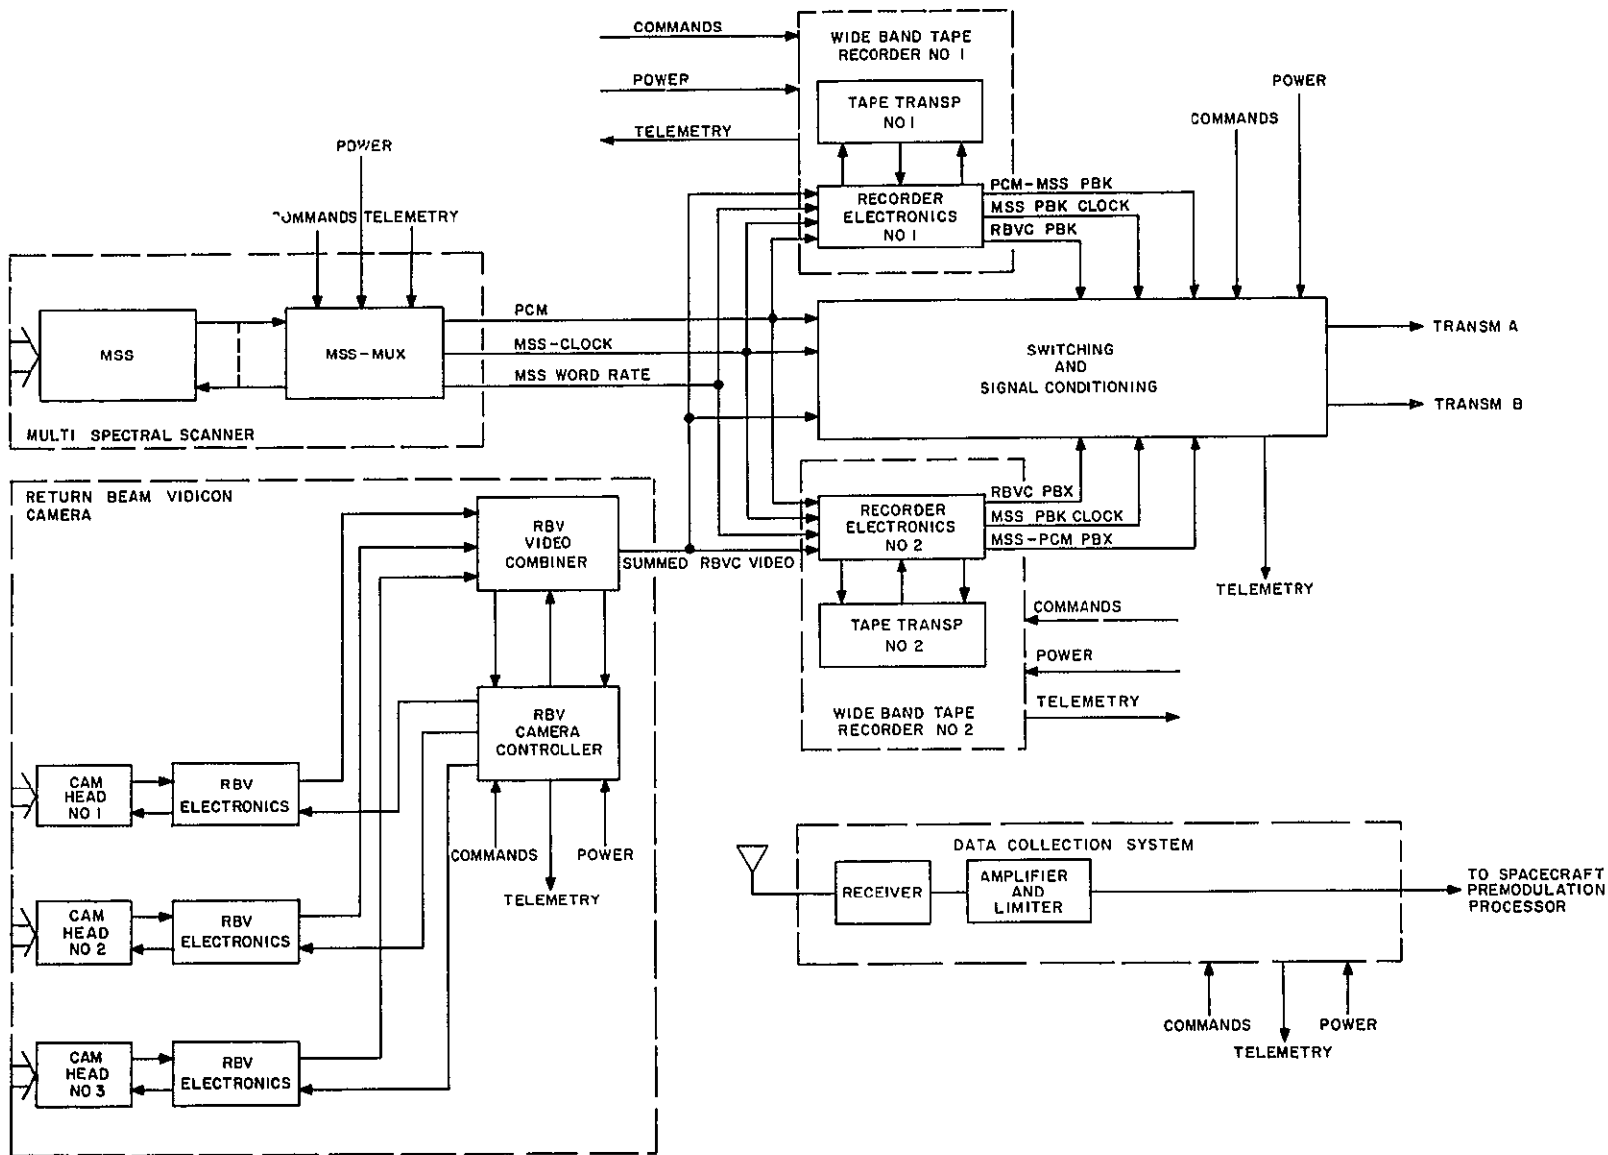 COMMANDS
POWER
TELEMETRY
WIDE BAND TAPE
RECORDER NO 1
TAPE TRANSP
NO 1
RECORDER
ELECTRONICS
NO 1
PCM-MSS PBK
MSS PBK CLOCK
RBVC PBK
COMMANDS
POWER
POWER
COMMANDS TELEMETRY
MSS
MSS-MUX
MULTI SPECTRAL SCANNER
PCM
MSS-CLOCK
MSS WORD RATE
SWITCHING
AND
SIGNAL CONDITIONING
TRANSM A
TRANSM B
TELEMETRY
RETURN BEAM VIDICON
CAMERA
RBV
VIDEO
COMBINER
SUMMED RBVC VIDEO
RECORDER
ELECTRONICS
NO 2
RBVC PBX
MSS PBK CLOCK
MSS-PCM PBX
TAPE TRANSP
NO 2
WIDE BAND TAPE
RECORDER NO 2
COMMANDS
POWER
TELEMETRY
RBV
CAMERA
CONTROLLER
COMMANDS
POWER
TELEMETRY
CAM
HEAD
NO 1
RBV
ELECTRONICS
CAM
HEAD
NO 2
RBV
ELECTRONICS
CAM
HEAD
NO 3
RBV
ELECTRONICS
DATA COLLECTION SYSTEM
RECEIVER
AMPLIFIER
AND
LIMITER
TO SPACECRAFT
PREMODULATION
PROCESSOR
COMMANDS
POWER
TELEMETRY